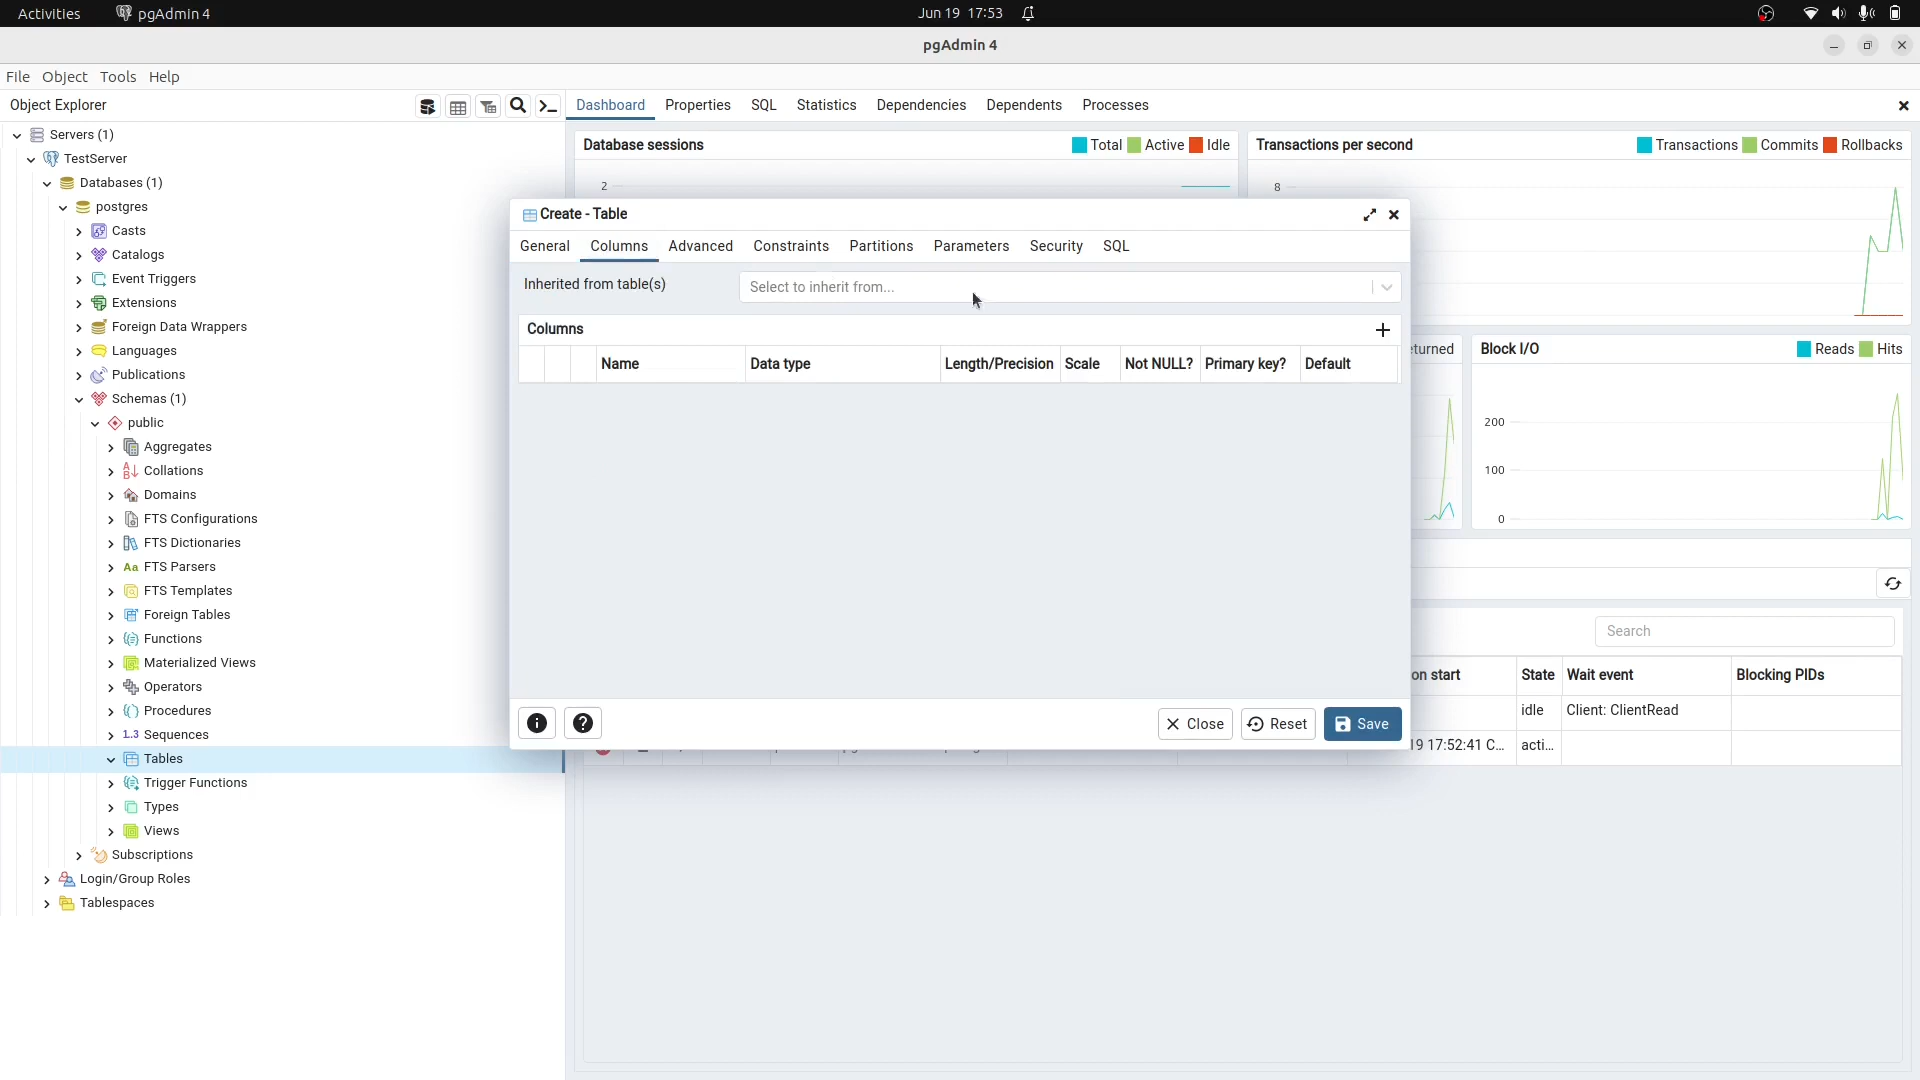 Activities pgAdmin 4 Jun 19 17:53
pgAdmin 4
File Object Tools Help
Object Explorer
Dashboard Properties SQL Statistics Dependencies Dependents Processes
Servers (1)
TestServer
Databases (1)
postgres
Casts
Catalogs
Event Triggers
Extensions
Foreign Data Wrappers
Languages
Publications
Schemas (1)
public
Aggregates
Collations
Domains
FTS Configurations
FTS Dictionaries
Aa FTS Parsers
FTS Templates
Foreign Tables
Functions
Materialized Views
Operators
Procedures
1..3 Sequences
Tables
Trigger Functions
Types
Views
Subscriptions
Login/Group Roles
Tablespaces
Database sessions Total Active Idle
2
Transactions per second Transactions Commits Rollbacks
8
Create - Table
General Columns Advanced Constraints Partitions Parameters Security SQL
Inherited from table(s) Select to inherit from...
Columns
Name Data type Length/Precision Scale Not NULL? Primary key? Default
Close Reset Save
eturned
Block I/O Reads Hits
200
100
0
Search
on start State Wait event Blocking PIDs
idle Client: ClientRead
19 17:52:41 C... acti...